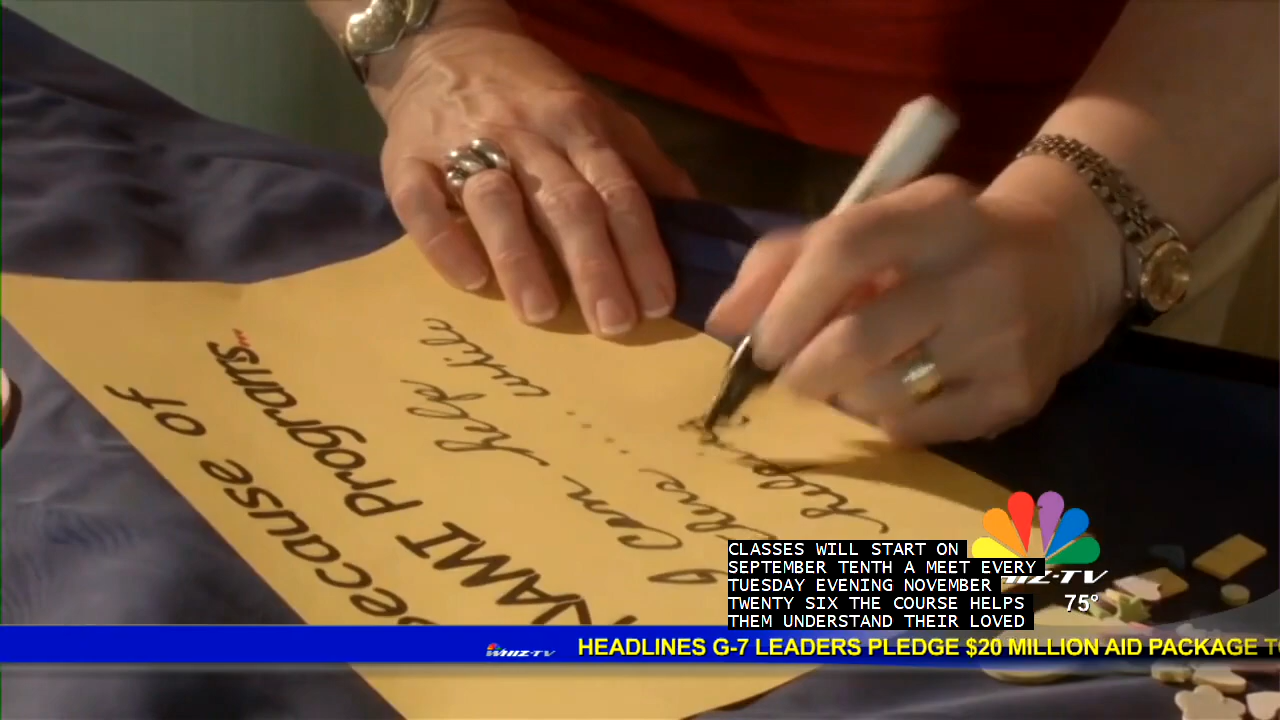 Because of
NAMI Programs...
I Can help
Chire .... while
helps
CLASSES WILL START ON
SEPTEMBER TENTH A MEET EVERY
TUESDAY EVENING NOVEMBER
TWENTY SIX THE COURSE HELPS
THEM UNDERSTAND THEIR LOVED
WHIZ-TV
75°
WHIZ-TV HEADLINES G-7 LEADERS PLEDGE $20 MILLION AID PACKAGE